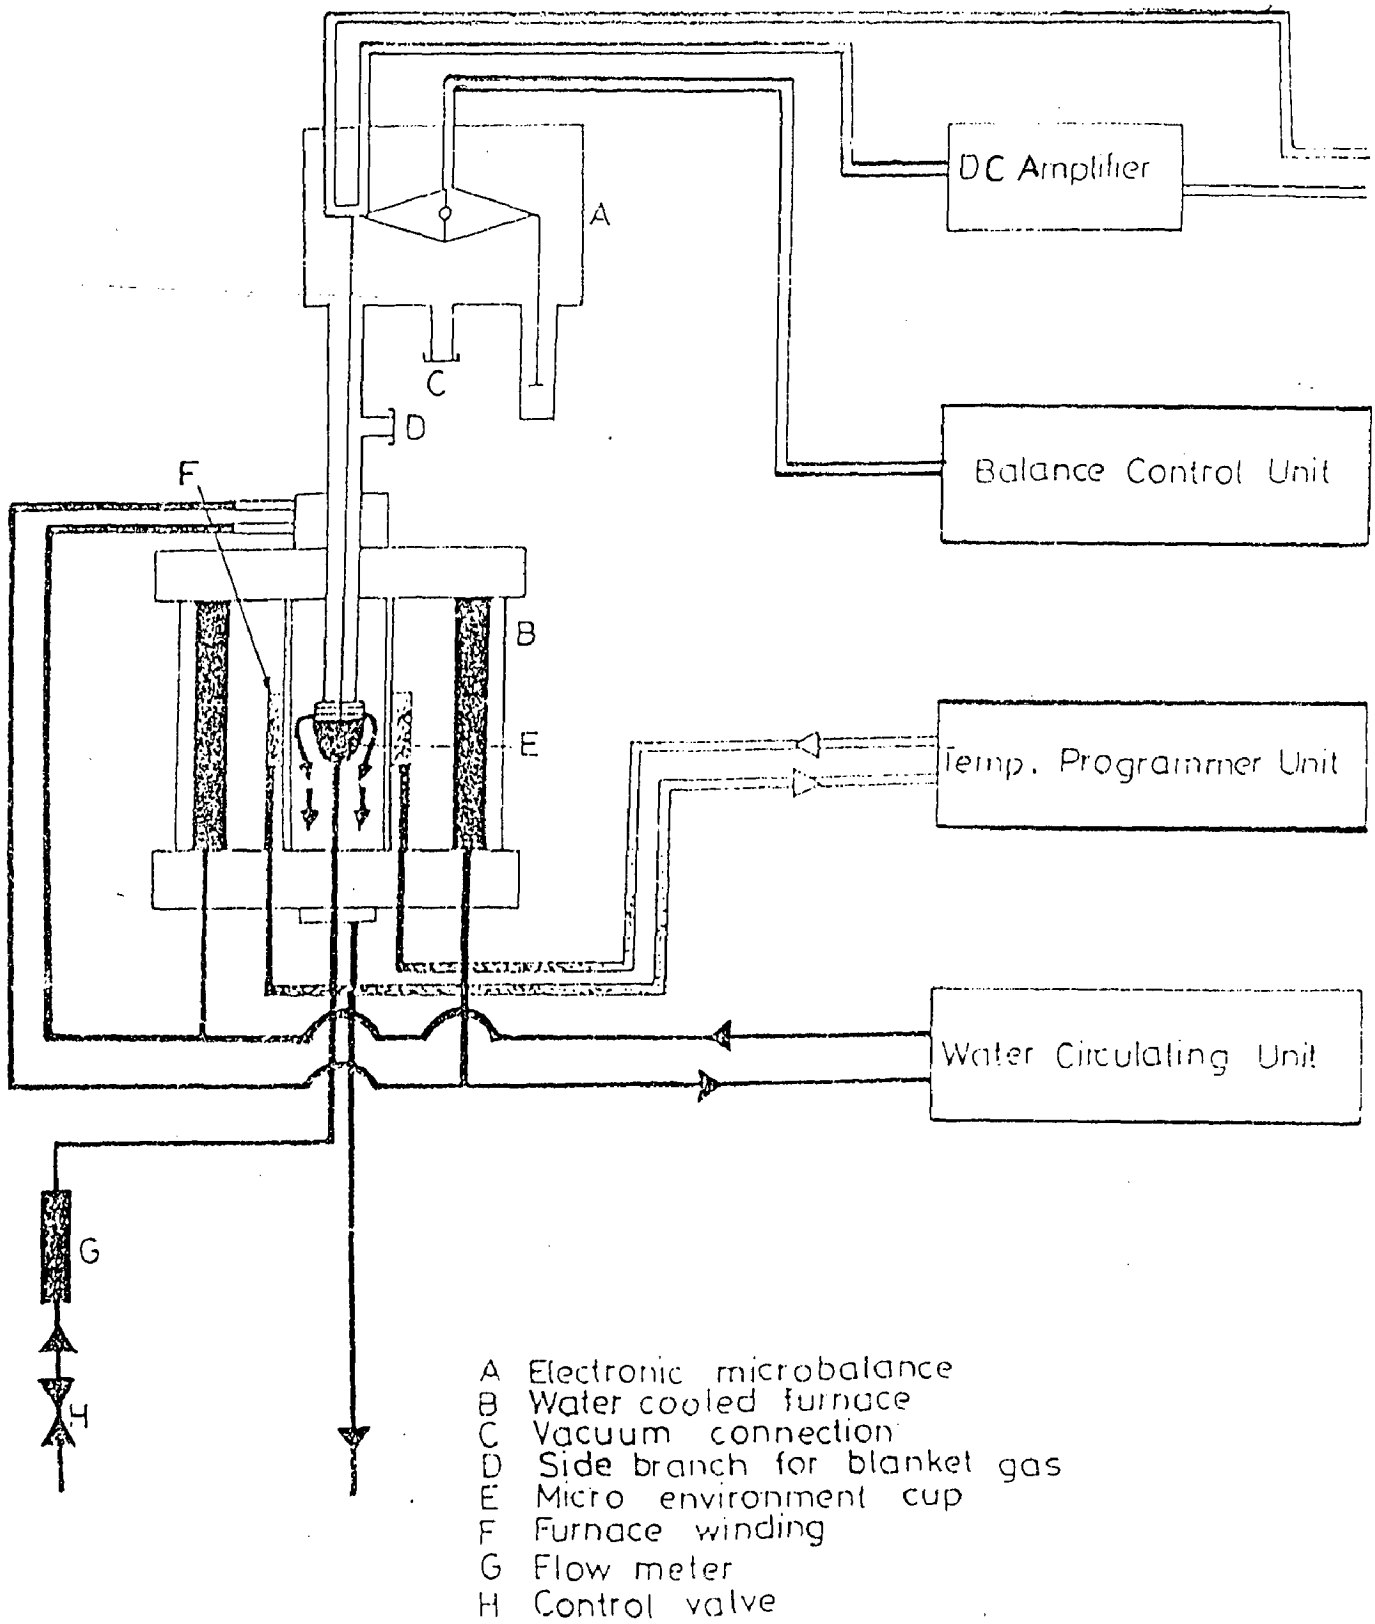 DC Amplifier
A
C
D
Balance Control Unit
F
B
E
Temp. Programmer Unit
Water Circulating Unit
G
H
A Electronic microbalance
B Water cooled furnace
C Vacuum connection
D Side branch for blanket gas
E Micro environment cup
F Furnace winding
G Flow meter
H Control valve